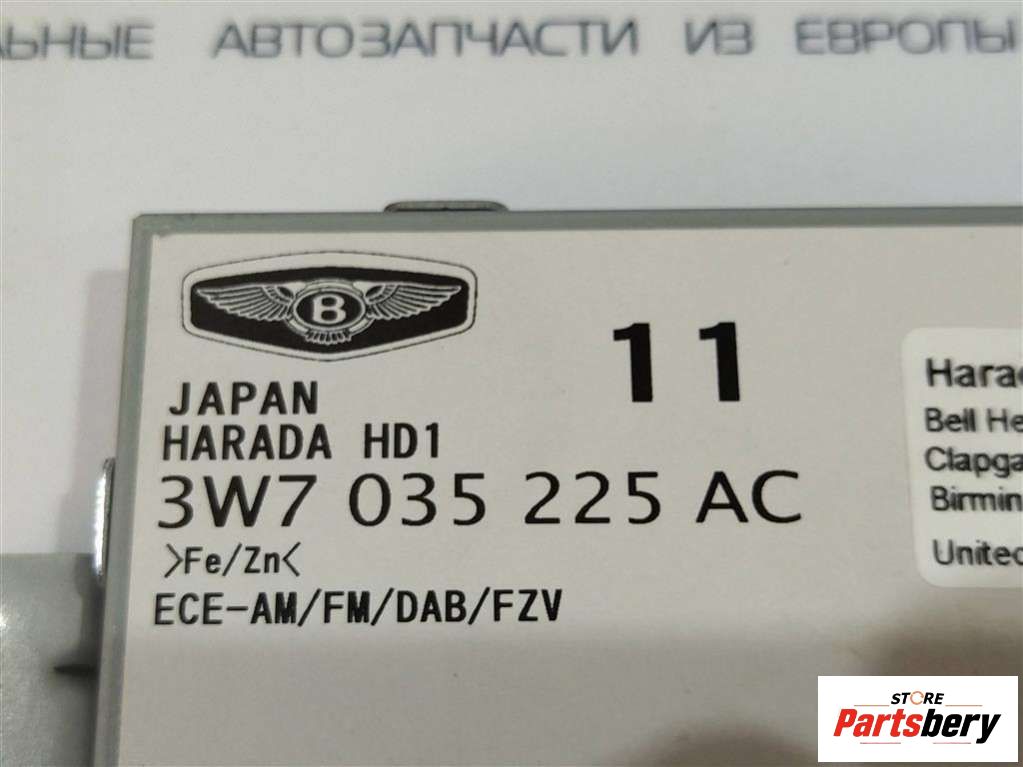 АВТОЗАПЧАСТИ ИЗ ЕВРОПЫ
B
11
JAPAN
HARADA HD1
3W7 035 225 AC
>Fe/Zn<
ECE-AM/FM/DAB/FZV
Bell
STORE
Partsbery